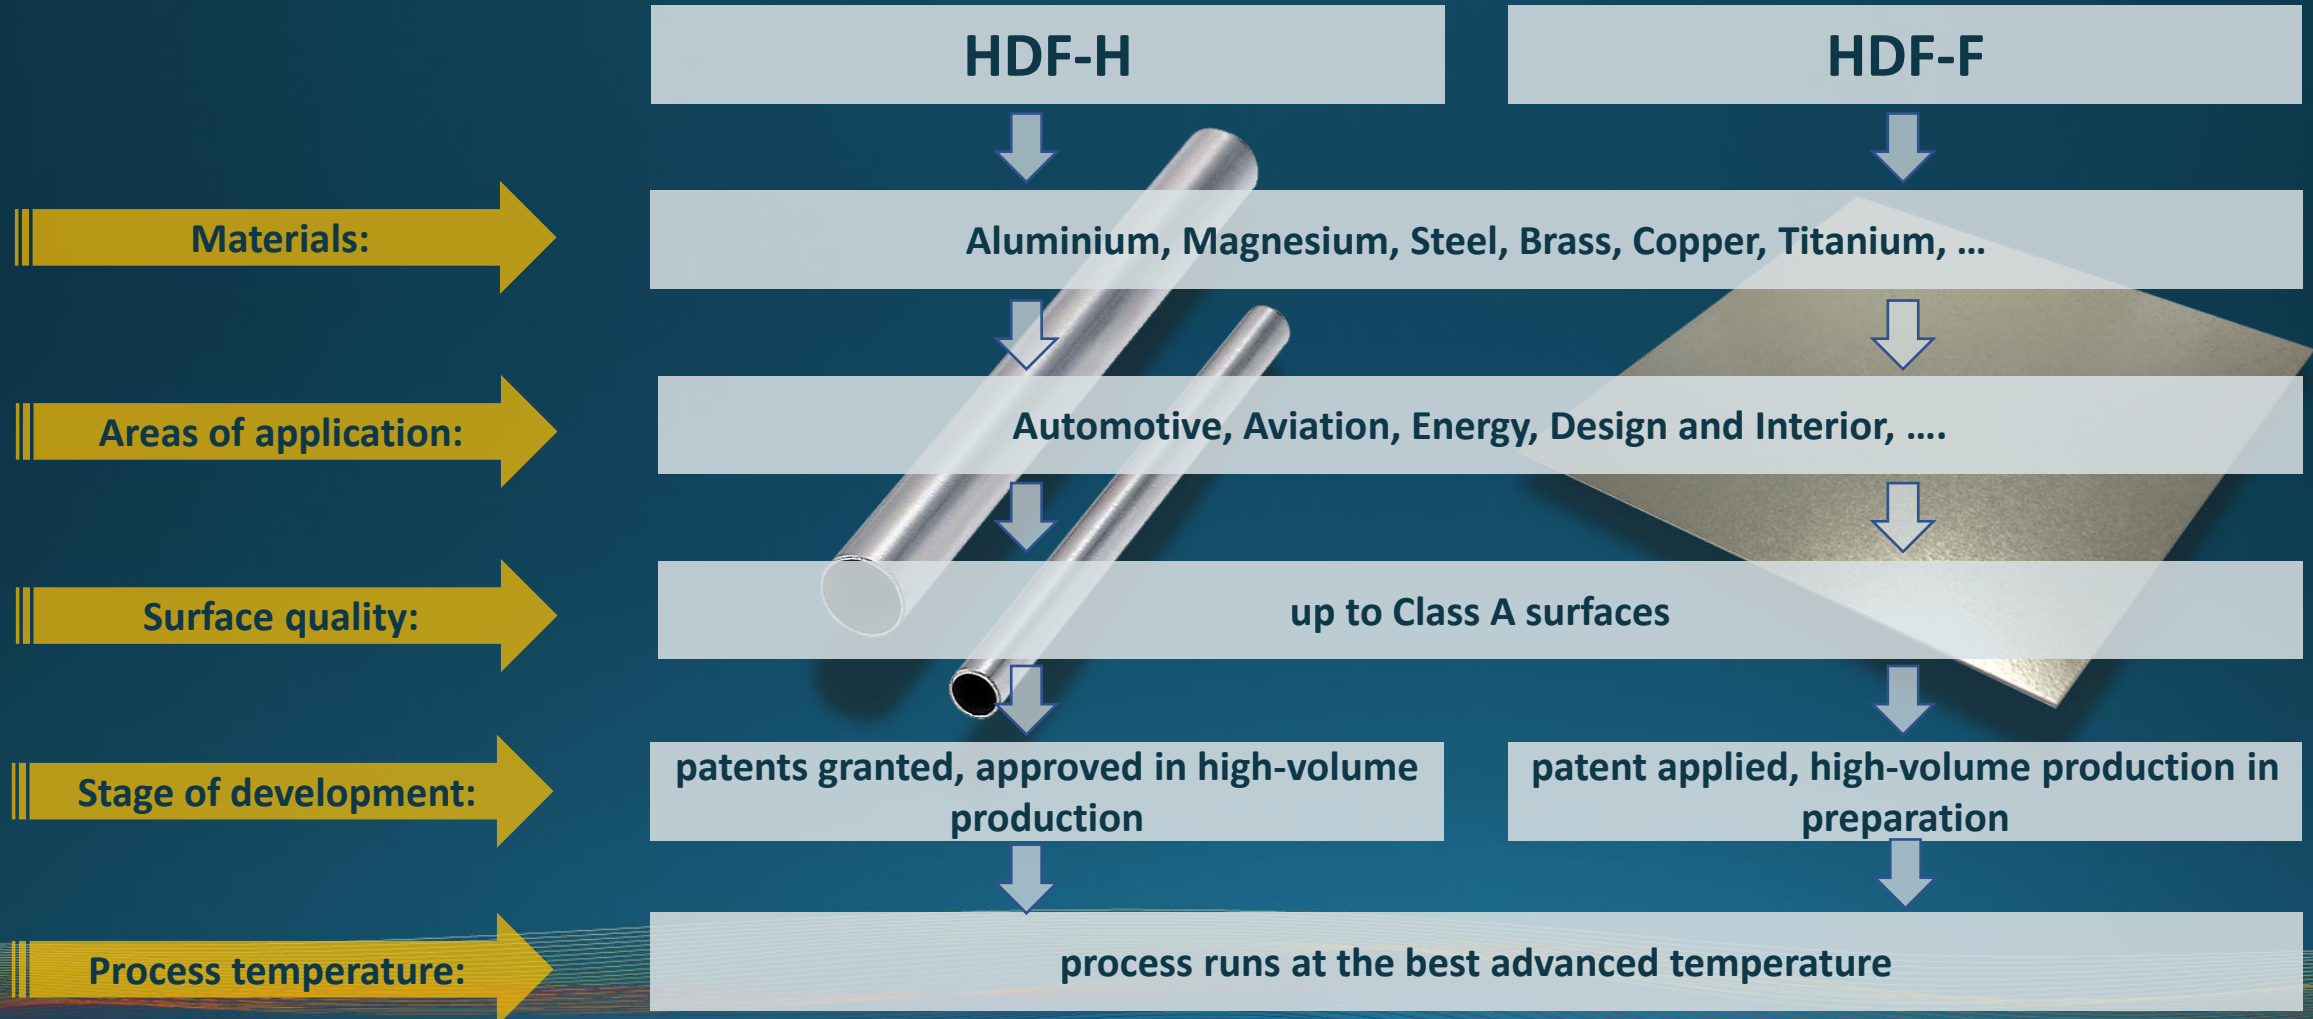 HDF-H
HDF-F
Materials:
Aluminium, Magnesium, Steel, Brass, Copper, Titanium, …
Areas of application:
Automotive, Aviation, Energy, Design and Interior, ….
Surface quality:
up to Class A surfaces
Stage of development:
patents granted, approved in high-volume
production
patent applied, high-volume production in
preparation
Process temperature:
process runs at the best advanced temperature